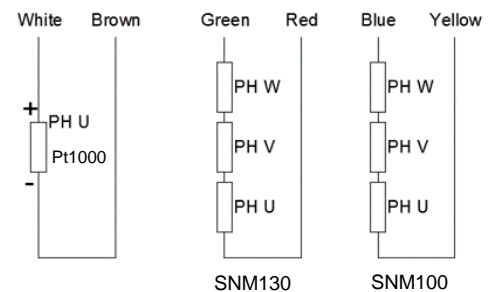 White Brown Green Red Blue Yellow
PH W PH W
+
PH U PH V PH V
Pt1000
-
PH U PH U
SNM130 SNM100